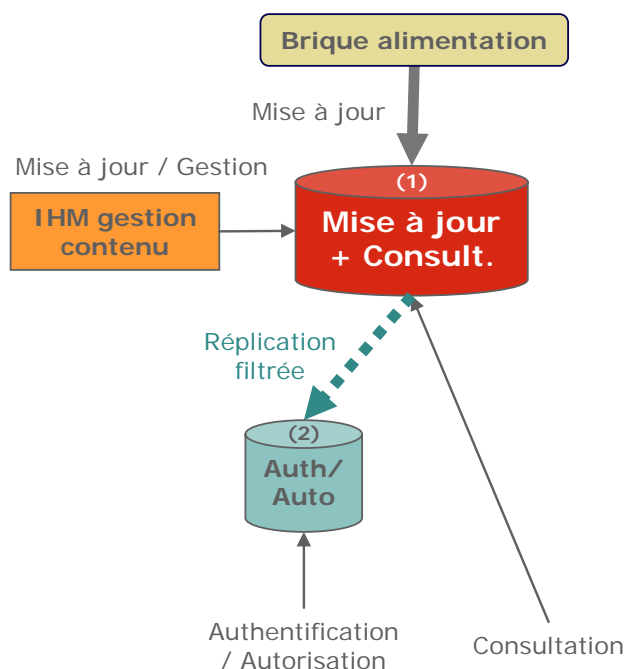 Brique alimentation
Mise à jour
Mise à jour / Gestion
(1)
IHM gestion
contenu
Mise à jour
+ Consult.
Réplication
filtrée
(2)
Auth/
Auto
Authentification
/ Autorisation
Consultation